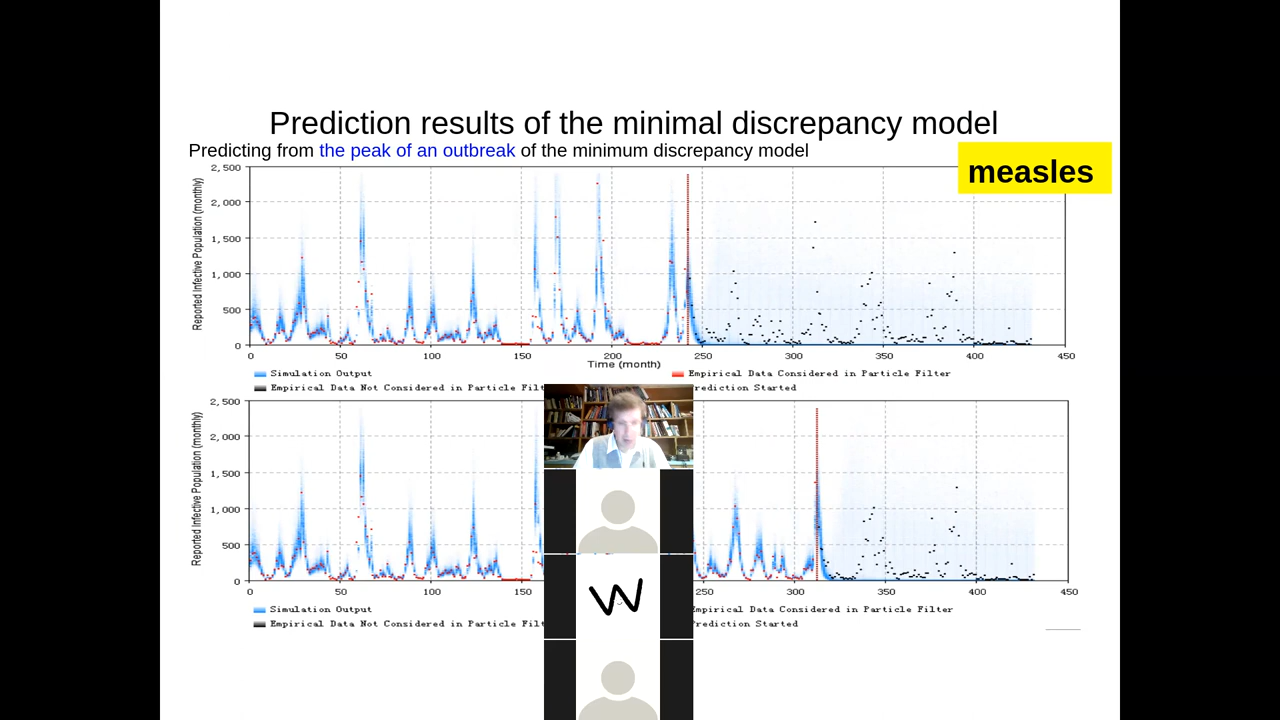 Prediction results of the minimal discrepancy model
Predicting from the peak of an outbreak of the minimum discrepancy model
measles
Reported Infective Population (monthly)
2,500
2,000
1,500
1,000
500
0
0 50 100 150 200 250 300 350 400 450
Time (month)
Simulation Output Empirical Data Considered in Particle Filter
Empirical Data Not Considered in Particle Filt rediction Started
Reported Infective Population (monthly)
2,500
2,000
1,500
1,000
500
0
0 50 100 150 250 300 350 400 450
Simulation Output Empirical Data Considered in Particle Filter
Empirical Data Not Considered in Particle Filt rediction Started
W